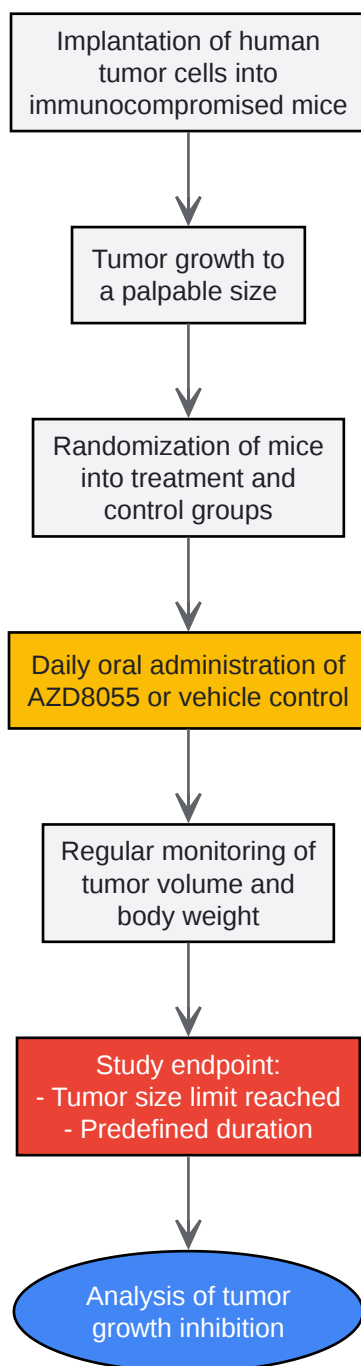 Implantation of human
tumor cells into
immunocompromised mice
Tumor growth to
a palpable size
Randomization of mice
into treatment and
control groups
Daily oral administration of
AZD8055 or vehicle control
Regular monitoring of
tumor volume and
body weight
Study endpoint:
- Tumor size limit reached
- Predefined duration
Analysis of tumor
growth inhibition